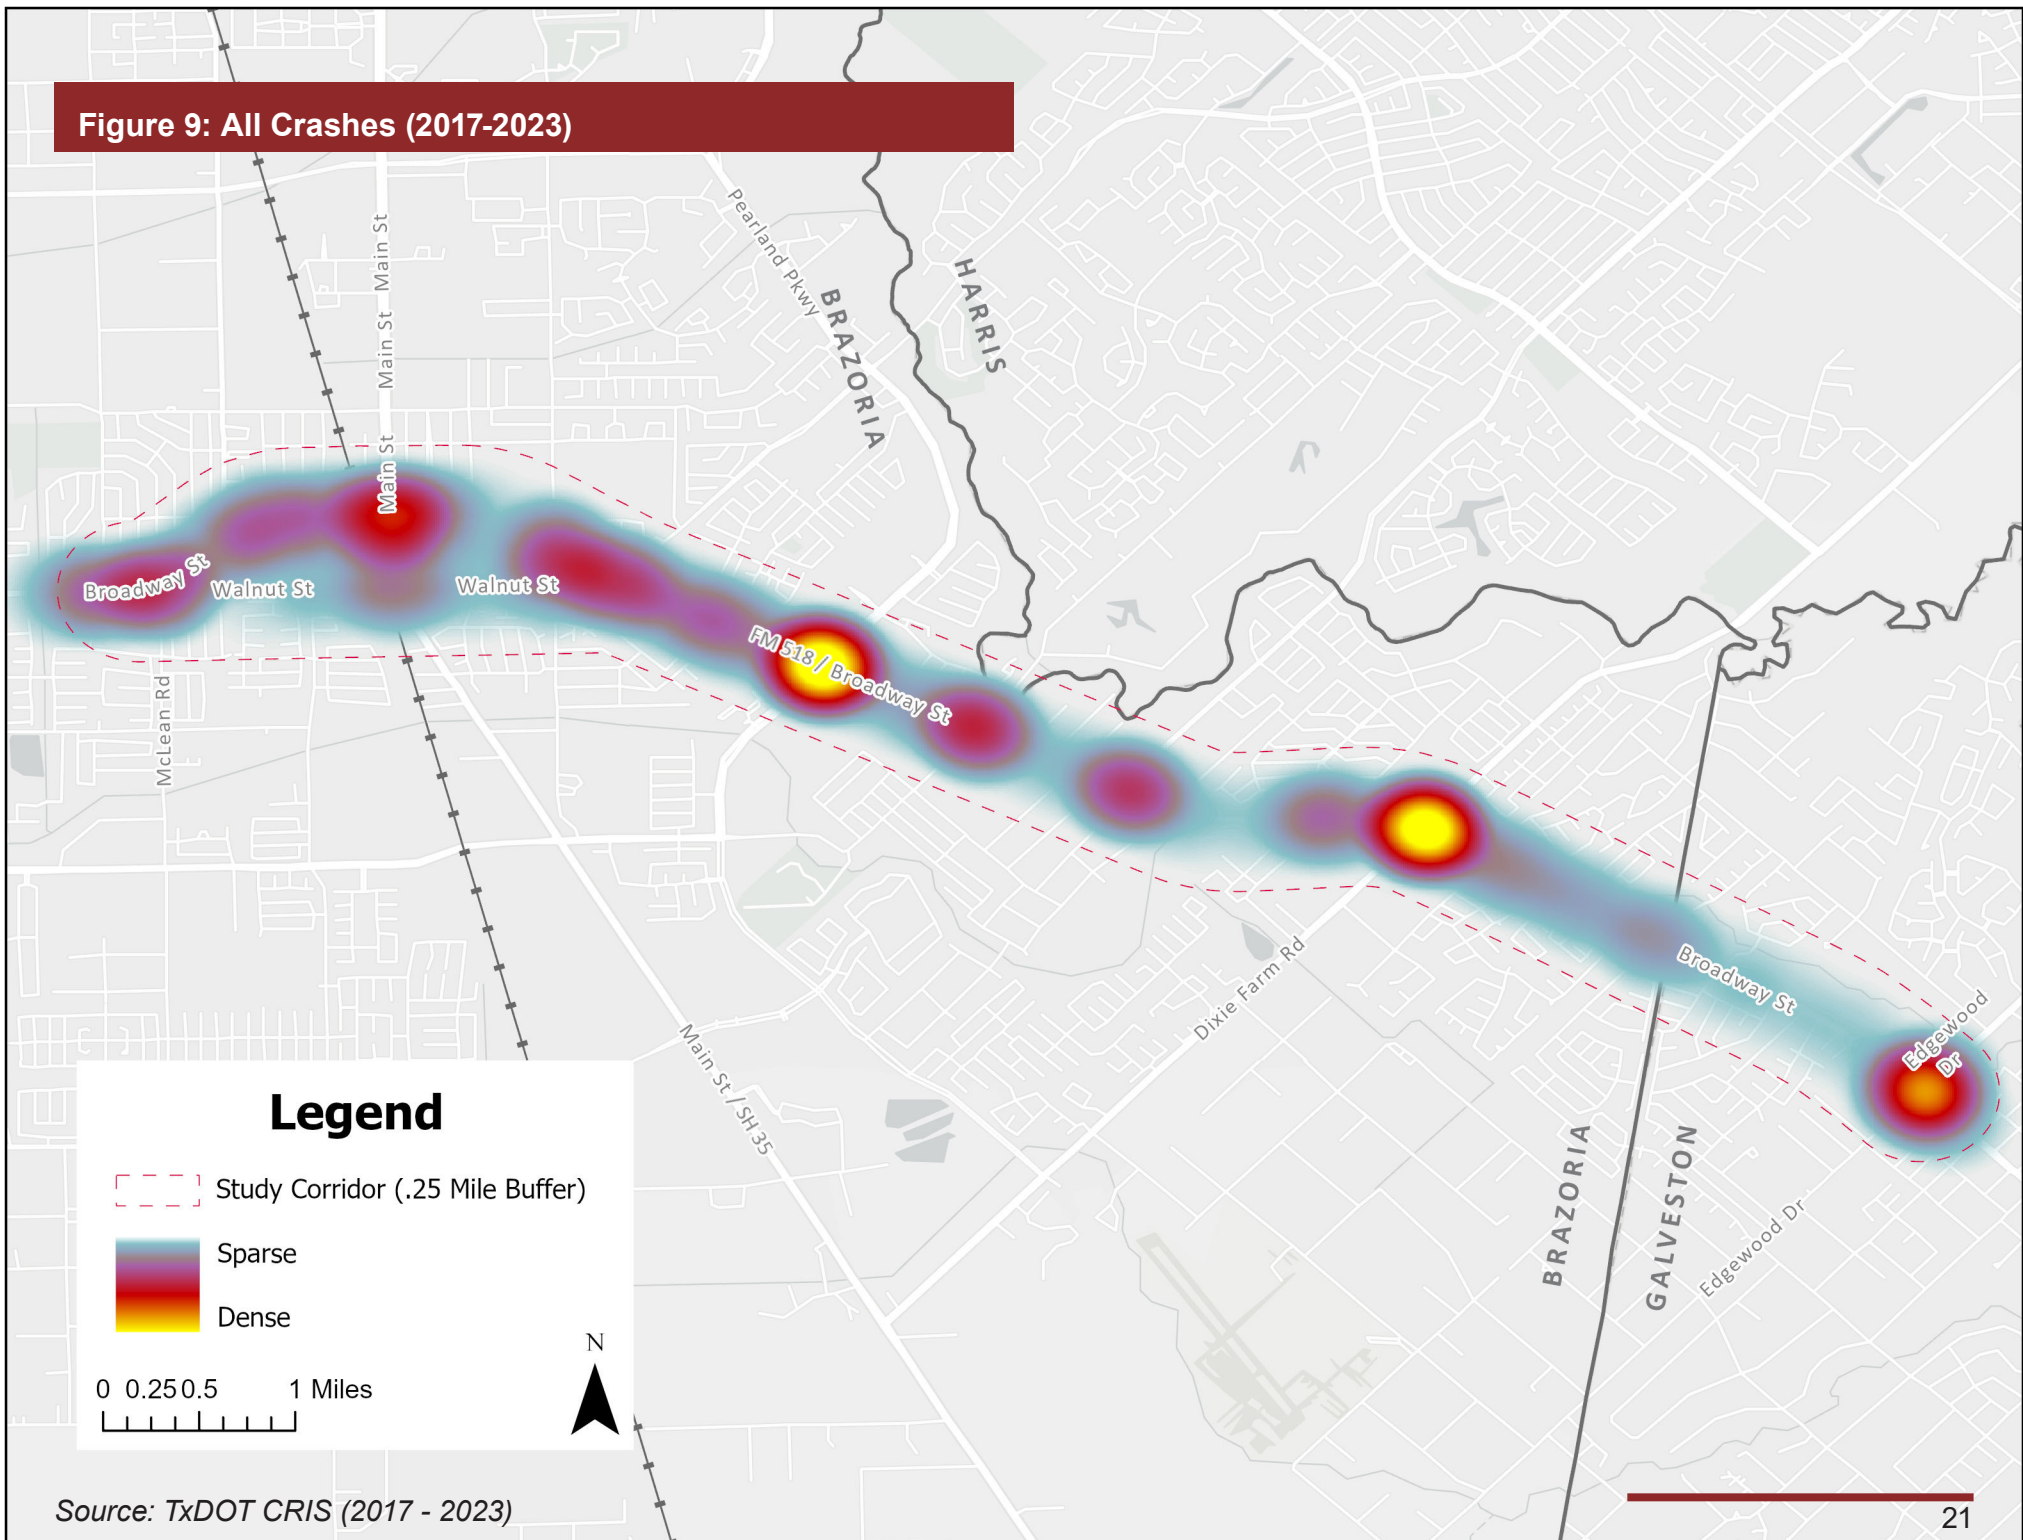 Figure 9: All Crashes (2017-2023)
Main St
Main St
Main St
Main St
Pearland Pkwy
BRAZORIA
HARRIS
Broadway St
Walnut St
Walnut St
McLean Rd
FM 518 / Broadway St
Dixie Farm Rd
Main St / SH 35
Broadway St
Edgewood
Dr
BRAZORIA
GALVESTON
Edgewood Dr
Legend
Study Corridor (.25 Mile Buffer)
Sparse
Dense
N
0 0.25 0.5 1 Miles
Source: TxDOT CRIS (2017 - 2023)
21